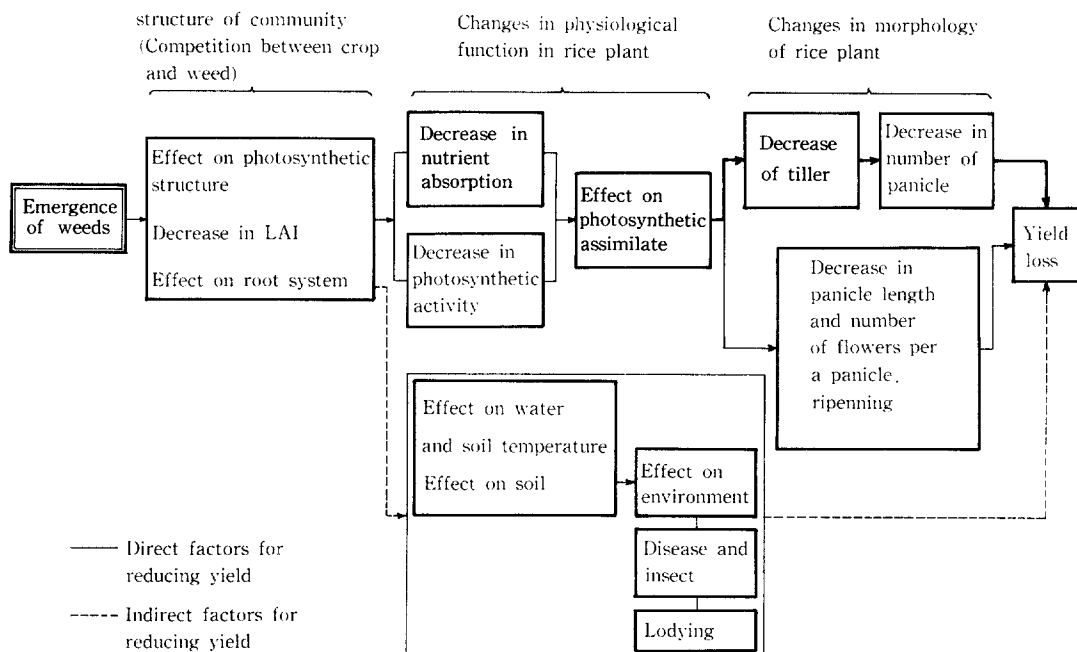 structure of community
(Competition between crop
and weed)
Changes in physiological
function in rice plant
Changes in morphology
of rice plant
Emergence
of weeds
Effect on photosynthetic
structure
Decrease in LAI
Effect on root system
Decrease in
nutrient
absorption
Decrease in
photosynthetic
activity
Effect on
photosynthetic
assimilate
Decrease
of tiller
Decrease in
number of
panicle
Yield
loss
Decrease in
panicle length
and number
of flowers per
a panicle,
ripenning
Effect on water
and soil temperature
Effect on soil
Effect on
environment
Disease and
insect
Lodying
Direct factors for
reducing yield
Indirect factors for
reducing yield